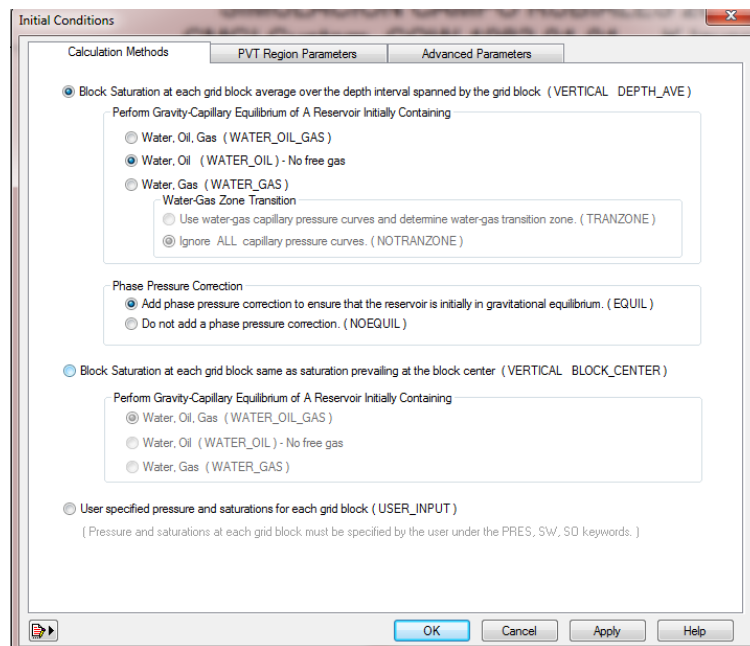 Initial Conditions
Calculation Methods
PVT Region Parameters
Advanced Parameters
Block Saturation at each grid block average over the depth interval spanned by the grid block ( VERTICAL DEPTH_AVE )
Perform Gravity-Capillary Equilibrium of A Reservoir Initially Containing
Water, Oil, Gas ( WATER_OIL_GAS )
Water, Oil ( WATER_OIL ) - No free gas
Water, Gas ( WATER_GAS )
Water-Gas Zone Transition
Use water-gas capillary pressure curves and determine water-gas transition zone. ( TRANZONE )
Ignore ALL capillary pressure curves. ( NOTRANZONE )
Phase Pressure Correction
Add phase pressure correction to ensure that the reservoir is initially in gravitational equilibrium. ( EQUIL )
Do not add a phase pressure correction. ( NOEQUIL )
Block Saturation at each grid block same as saturation prevailing at the block center ( VERTICAL BLOCK_CENTER )
Perform Gravity-Capillary Equilibrium of A Reservoir Initially Containing
Water, Oil, Gas ( WATER_OIL_GAS )
Water, Oil ( WATER_OIL ) - No free gas
Water, Gas ( WATER_GAS )
User specified pressure and saturations for each grid block ( USER_INPUT )
( Pressure and saturations at each grid block must be specified by the user under the PRES, SW, SO keywords. )
OK
Cancel
Apply
Help